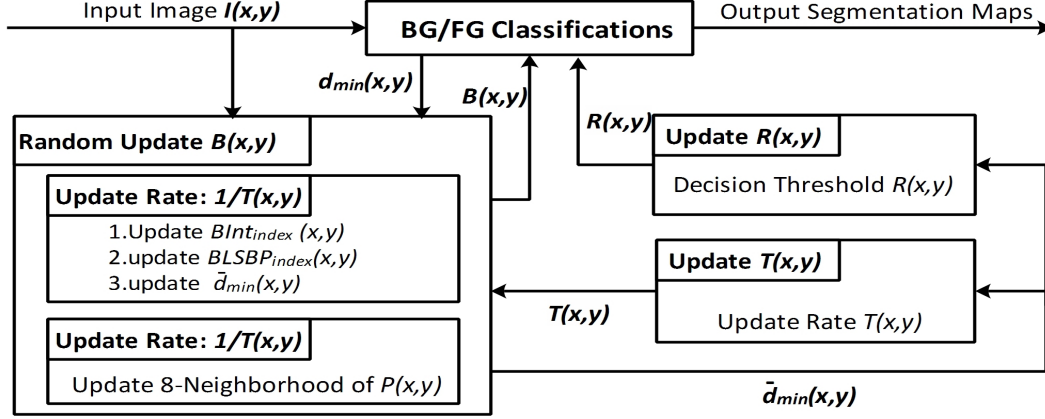 Input Image I(x,y)
BG/FG Classifications
Output Segmentation Maps
d̄min(x,y)
B(x,y)
R(x,y)
Random Update B(x,y)
Update Rate: 1/T(x,y)
1.Update BIntindex (x,y)
2.update BLSBPindex(x,y)
3.update d̄min(x,y)
Update Rate: 1/T(x,y)
Update 8-Neighborhood of P(x,y)
Update R(x,y)
Decision Threshold R(x,y)
Update T(x,y)
Update Rate T(x,y)
T(x,y)
d̄min(x,y)